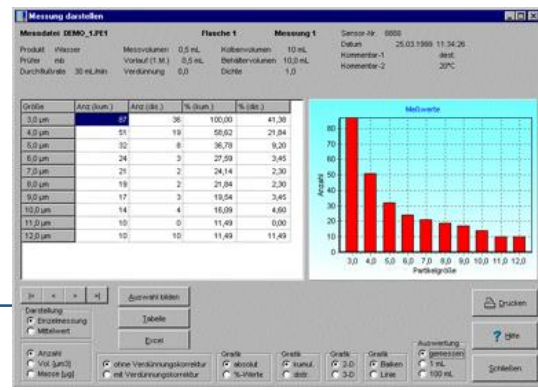 Messung darstellen
Messdatei DEMO_1.PE1 Flasche 1 Messung 1
Sensor-Nr. 8888
Datum 25.03.1999 11:34:26
Kommentar-1 dest.
Kommentar-2 20°C
Produkt Wasser Messvolumen 0,5 mL Kolbenvolumen 10 mL
Prüfer mb Vorlauf (1.M.) 0,5 mL Behältervolumen 10,0 mL
Durchflußrate 30 mL/min Verdünnung 0,0 Dichte 1,0
Größe Anz (kum.) Anz (dis.) % (kum.) % (dis.)
3,0 µm 87 36 100,00 41,38
4,0 µm 51 19 58,62 21,84
5,0 µm 32 8 36,78 9,20
6,0 µm 24 3 27,59 3,45
7,0 µm 21 2 24,14 2,30
8,0 µm 19 2 21,84 2,30
9,0 µm 17 3 19,54 3,45
10,0 µm 14 4 16,09 4,60
11,0 µm 10 0 11,49 0,00
12,0 µm 10 10 11,49 11,49
Meßwerte
Anzahl
80
70
60
50
40
30
20
10
0
3,0 4,0 5,0 6,0 7,0 8,0 9,0 10,0 11,0 12,0
Partikelgröße
|< < > >|
Auswahl bilden
Tabelle
Excel
Darstellung
Einzelmessung
Mittelwert
Anzahl
Vol. [µm3]
Masse [µg]
ohne Verdünnungskorrektur
mit Verdünnungskorrektur
Grafik
absolut
%-Werte
Grafik
kumul.
distr.
Grafik
2-D
3-D
Grafik
Balken
Linie
Auswertung
gemessen
1 mL
100 mL
Drucken
Hilfe
Schließen